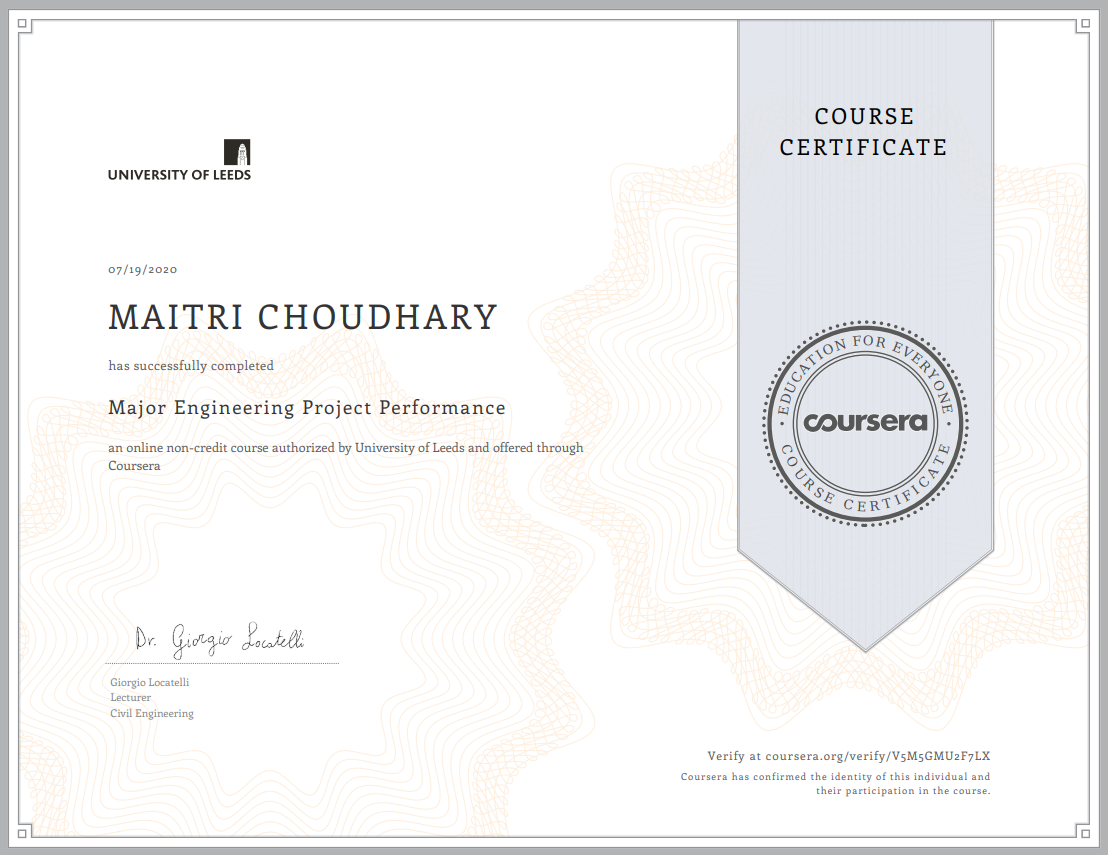 UNIVERSITY OF LEEDS
COURSE
CERTIFICATE
07/19/2020
MAITRI CHOUDHARY
has successfully completed
Major Engineering Project Performance
an online non-credit course authorized by University of Leeds and offered through
Coursera
EDUCATION FOR EVERYONE
coursera
COURSE CERTIFICATE
Dr. Giorgio Locatelli
Giorgio Locatelli
Lecturer
Civil Engineering
Verify at coursera.org/verify/V5M5GMU2F7LX
Coursera has confirmed the identity of this individual and
their participation in the course.